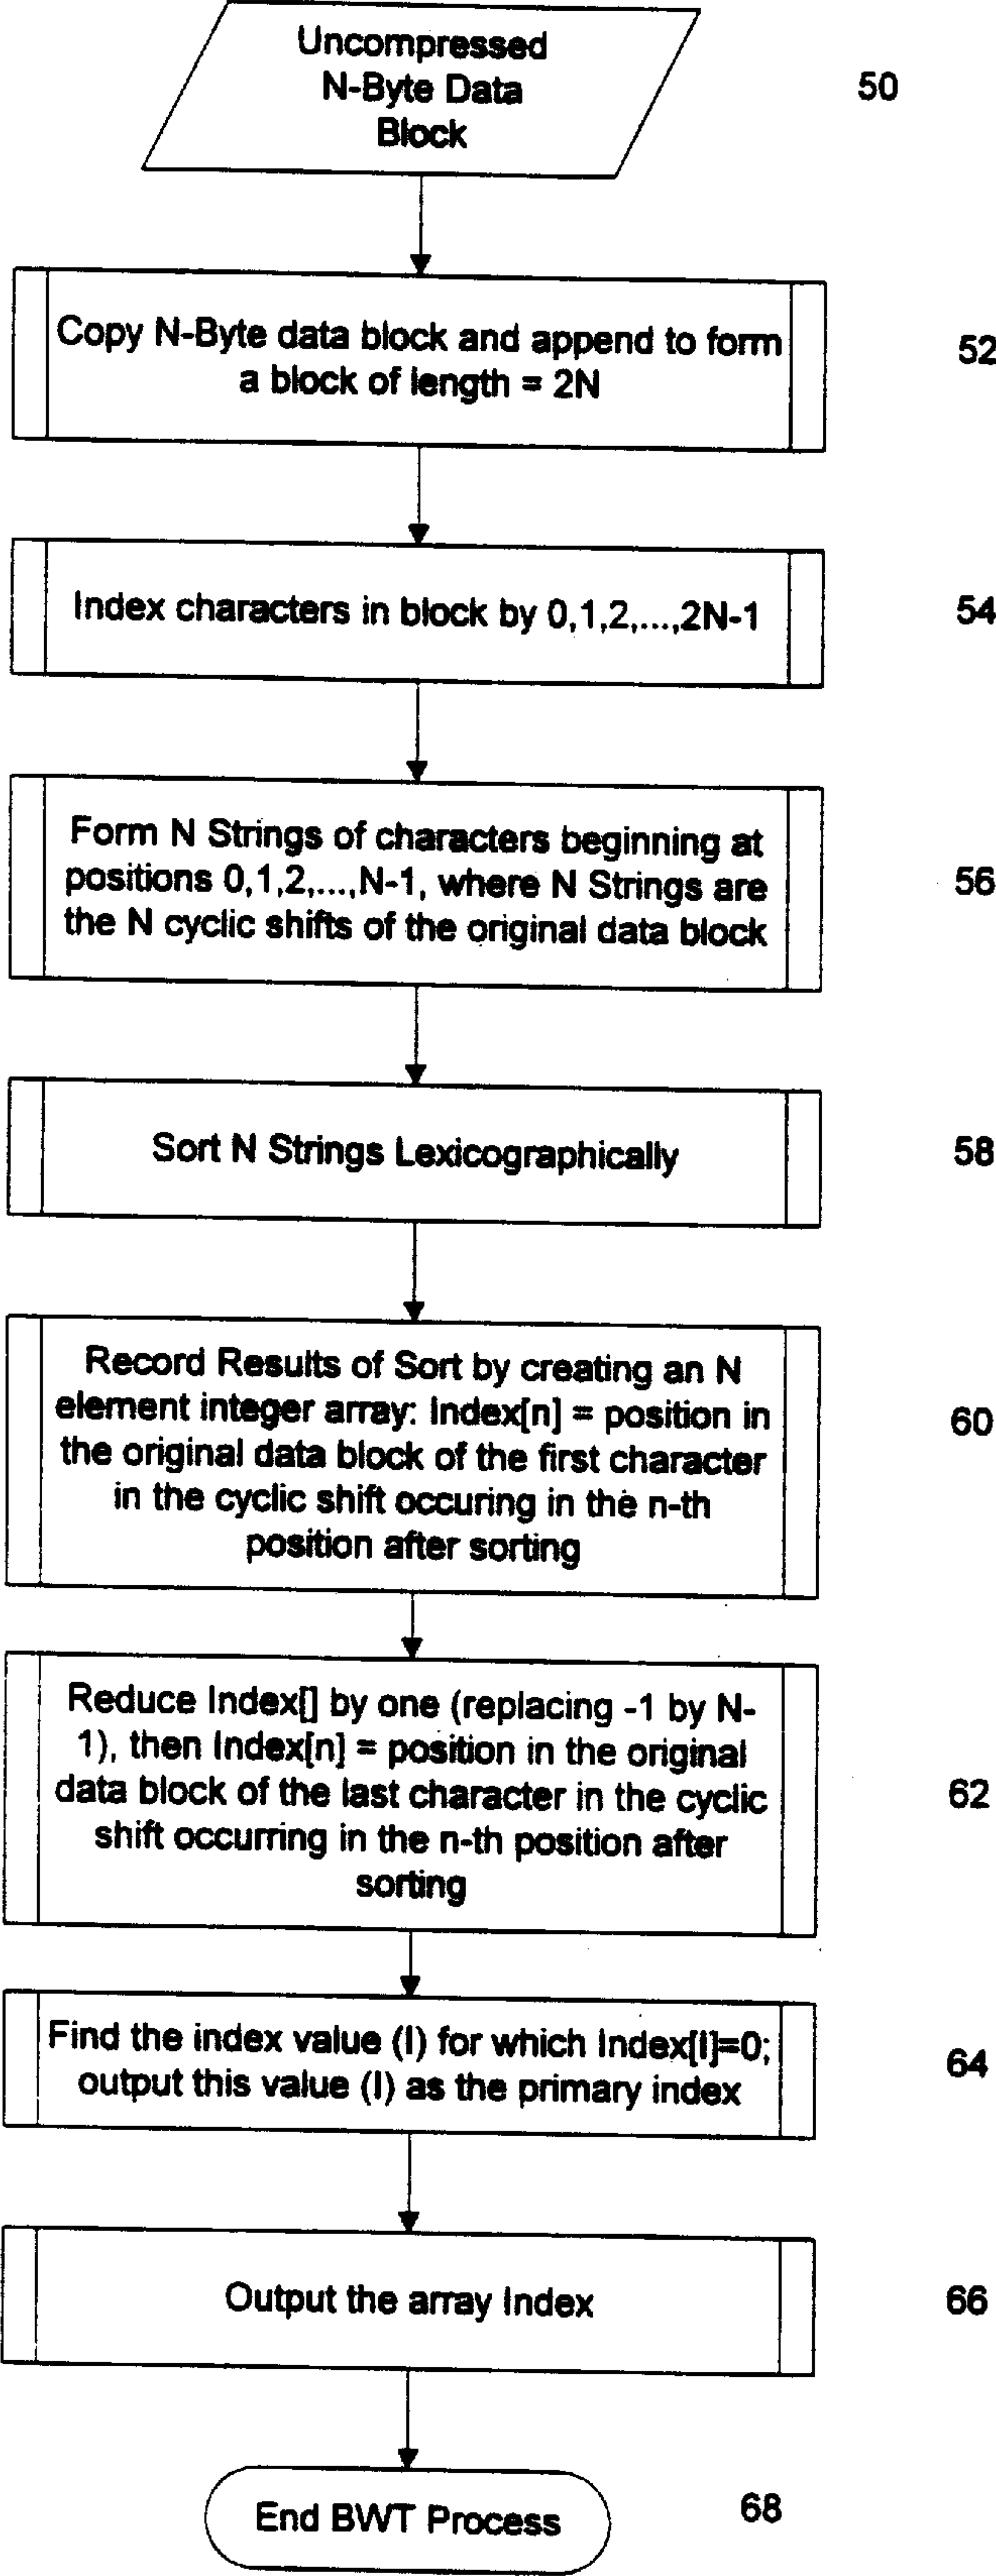 Uncompressed
N-Byte Data
Block
50
Copy N-Byte data block and append to form
a block of length = 2N
52
Index characters in block by 0,1,2,...,2N-1
54
Form N Strings of characters beginning at
positions 0,1,2,...,N-1, where N Strings are
the N cyclic shifts of the original data block
56
Sort N Strings Lexicographically
58
Record Results of Sort by creating an N
element integer array: Index[n] = position in
the original data block of the first character
in the cyclic shift occuring in the n-th
position after sorting
60
Reduce Index[] by one (replacing -1 by N-
1), then Index[n] = position in the original
data block of the last character in the cyclic
shift occurring in the n-th position after
sorting
62
Find the index value (I) for which Index[I]=0;
output this value (I) as the primary index
64
Output the array Index
66
End BWT Process
68